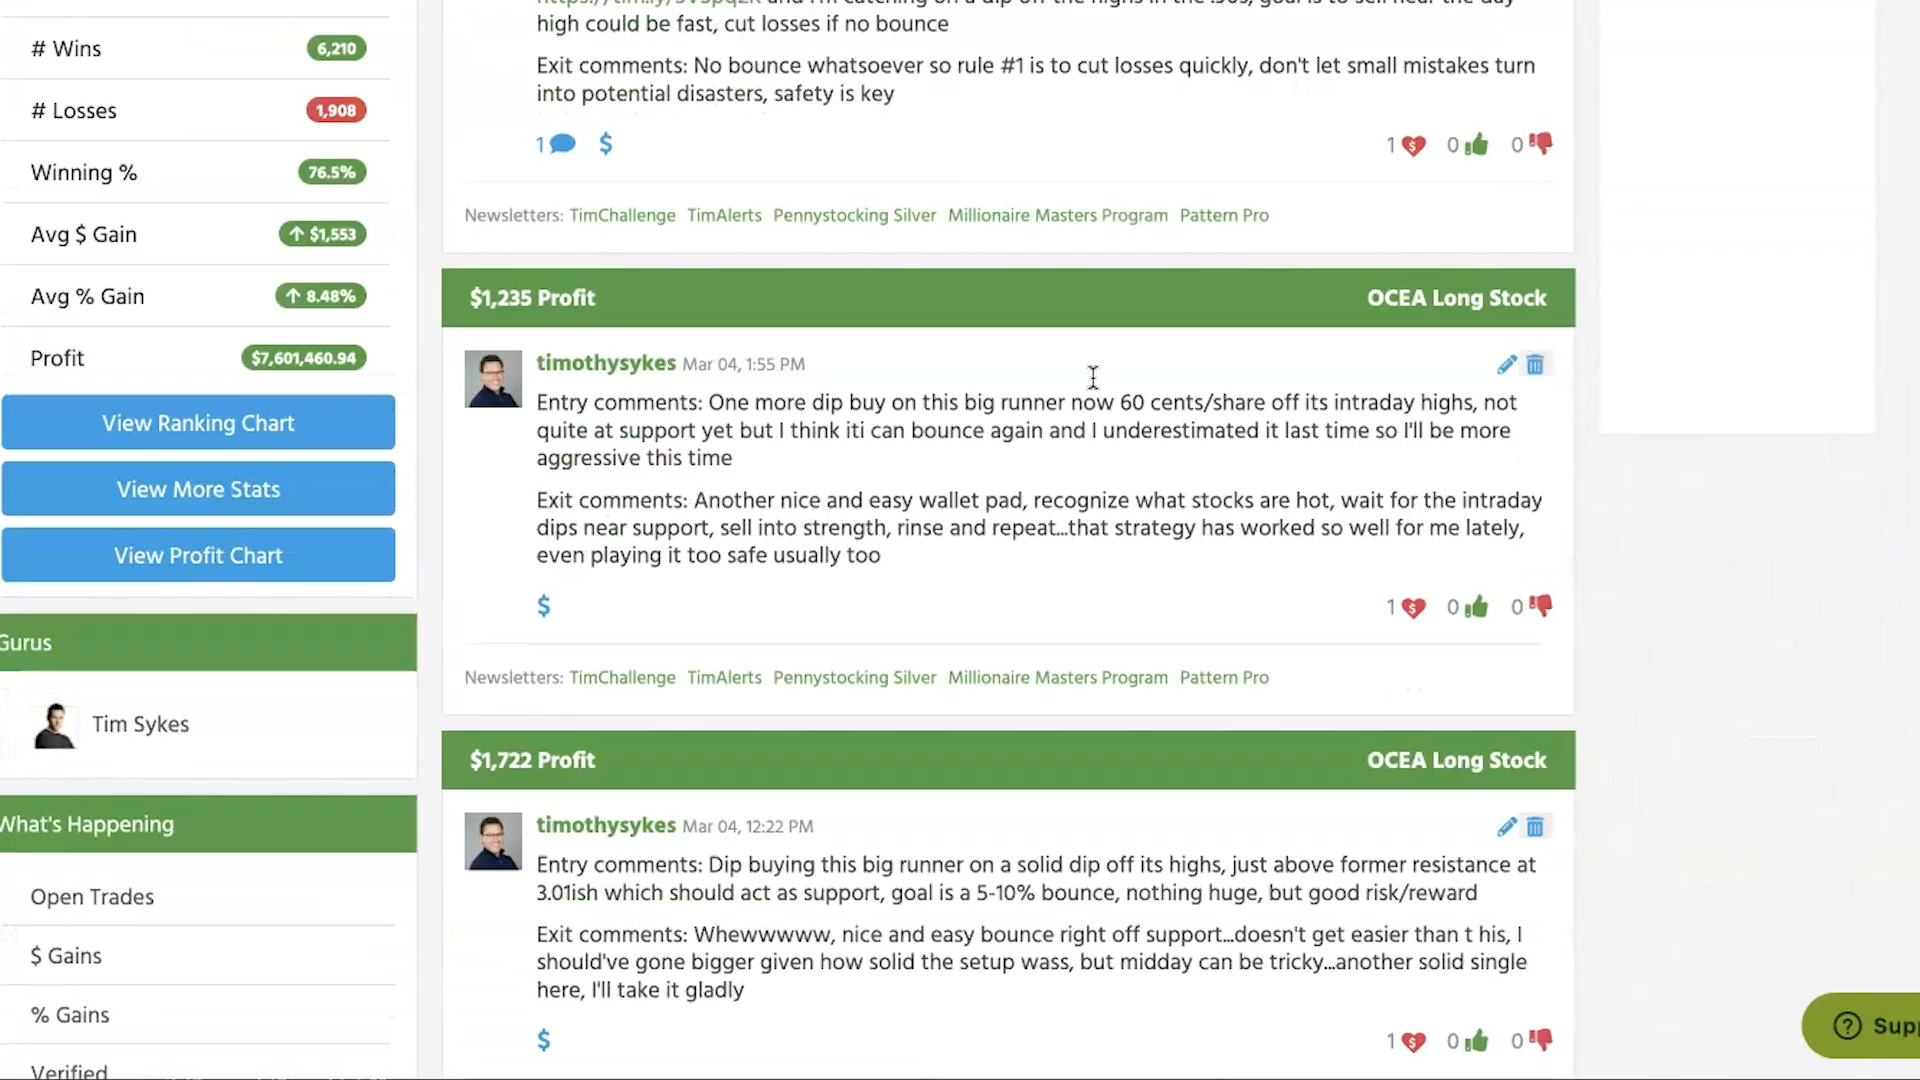 # Wins 6,210
# Losses 1,908
Winning % 76.5%
Avg $ Gain ↑ $1,553
Avg % Gain ↑ 8.48%
Profit $7,601,460.94
View Ranking Chart
View More Stats
View Profit Chart
Gurus
Tim Sykes
What's Happening
Open Trades
$ Gains
% Gains
Verified
high could be fast, cut losses if no bounce
Exit comments: No bounce whatsoever so rule #1 is to cut losses quickly, don't let small mistakes turn
into potential disasters, safety is key
1 $
1 0 0
Newsletters: TimChallenge TimAlerts Pennystocking Silver Millionaire Masters Program Pattern Pro
$1,235 Profit OCEA Long Stock
timothysykes Mar 04, 1:55 PM
Entry comments: One more dip buy on this big runner now 60 cents/share off its intraday highs, not
quite at support yet but I think iti can bounce again and I underestimated it last time so I'll be more
aggressive this time
Exit comments: Another nice and easy wallet pad, recognize what stocks are hot, wait for the intraday
dips near support, sell into strength, rinse and repeat...that strategy has worked so well for me lately,
even playing it too safe usually too
$ 1 0 0
Newsletters: TimChallenge TimAlerts Pennystocking Silver Millionaire Masters Program Pattern Pro
$1,722 Profit OCEA Long Stock
timothysykes Mar 04, 12:22 PM
Entry comments: Dip buying this big runner on a solid dip off its highs, just above former resistance at
3.01ish which should act as support, goal is a 5-10% bounce, nothing huge, but good risk/reward
Exit comments: Whewwwww, nice and easy bounce right off support...doesn't get easier than t his, I
should've gone bigger given how solid the setup wass, but midday can be tricky...another solid single
here, I'll take it gladly
$ 1 0 0
Supp